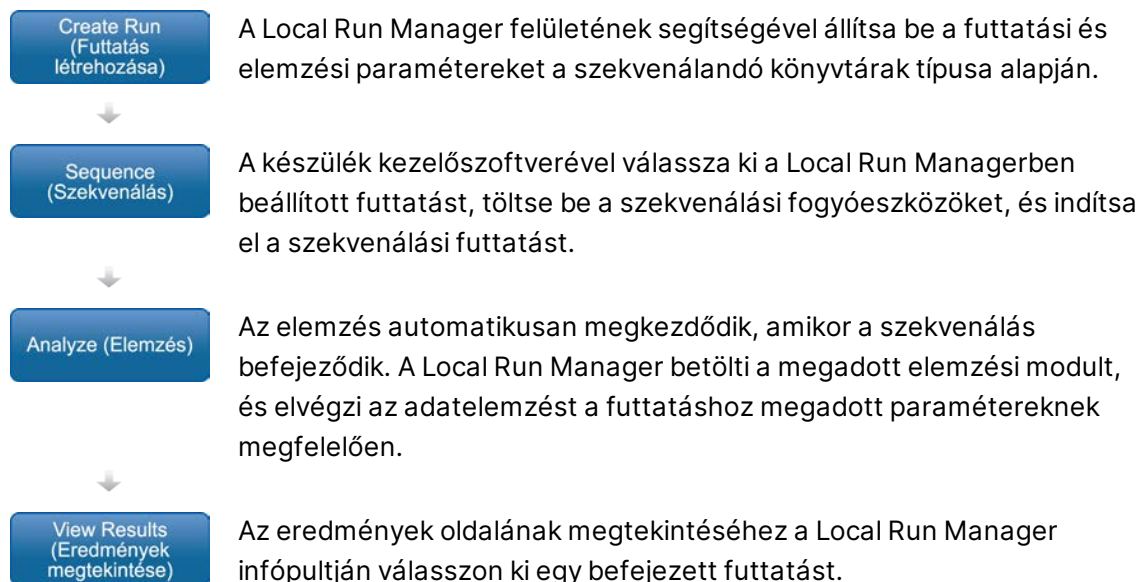 Create Run
(Futtatás
létrehozása)
A Local Run Manager felületének segítségével állítsa be a futtatási és
elemzési paramétereket a szekvenálandó könyvtárak típusa alapján.
Sequence
(Szekvenálás)
A készülék kezelőszoftverével válassza ki a Local Run Managerben
beállított futtatást, töltse be a szekvenálási fogyóeszközöket, és indítsa
el a szekvenálási futtatást.
Analyze (Elemzés)
Az elemzés automatikusan megkezdődik, amikor a szekvenálás
befejeződik. A Local Run Manager betölti a megadott elemzési modult,
és elvégzi az adatelemzést a futtatáshoz megadott paramétereknek
megfelelően.
View Results
(Eredmények
megtekintése)
Az eredmények oldalának megtekintéséhez a Local Run Manager
infópultján válasszon ki egy befejezett futtatást.